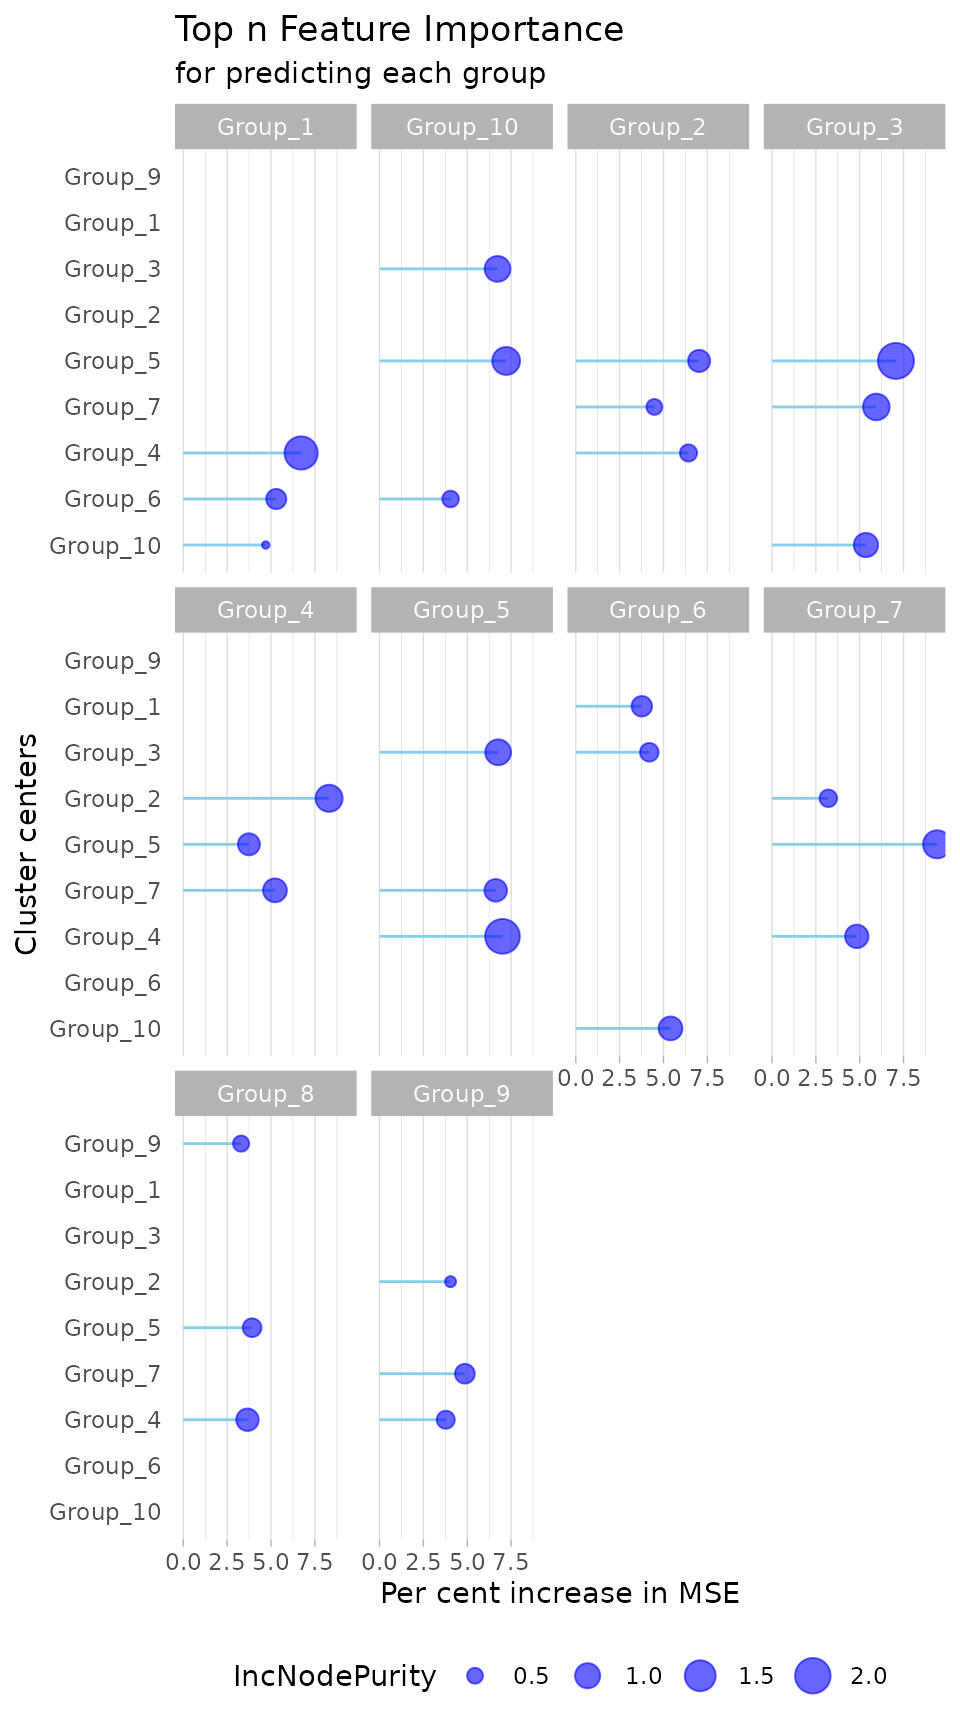 Top n Feature Importance
for predicting each group
Group_1 Group_10 Group_2 Group_3
Group_9
Group_1
Group_3
Group_2
Group_5
Group_7
Group_4
Group_6
Group_10
Group_4 Group_5 Group_6 Group_7
Group_9
Group_1
Group_3
Group_2
Group_5
Group_7
Group_4
Group_6
Group_10
Cluster centers
0.0 2.5 5.0 7.5 0.0 2.5 5.0 7.5
Group_8 Group_9
Group_9
Group_1
Group_3
Group_2
Group_5
Group_7
Group_4
Group_6
Group_10
0.0 2.5 5.0 7.5 0.0 2.5 5.0 7.5
Per cent increase in MSE
IncNodePurity 0.5 1.0 1.5 2.0